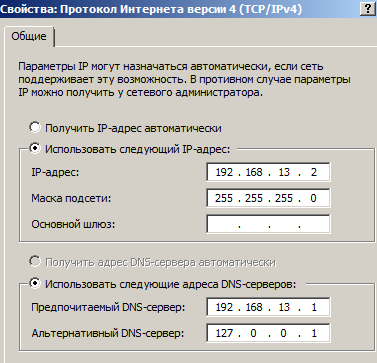 Свойства: Протокол Интернета версии 4 (TCP/IPv4)
Общие
Параметры IP могут назначаться автоматически, если сеть
поддерживает эту возможность. В противном случае параметры
IP можно получить у сетевого администратора.
Получить IP-адрес автоматически
Использовать следующий IP-адрес:
IP-адрес: 192 . 168 . 13 . 2
Маска подсети: 255 . 255 . 255 . 0
Основной шлюз: . . .
Получить адрес DNS-сервера автоматически
Использовать следующие адреса DNS-серверов:
Предпочитаемый DNS-сервер: 192 . 168 . 13 . 1
Альтернативный DNS-сервер: 127 . 0 . 0 . 1